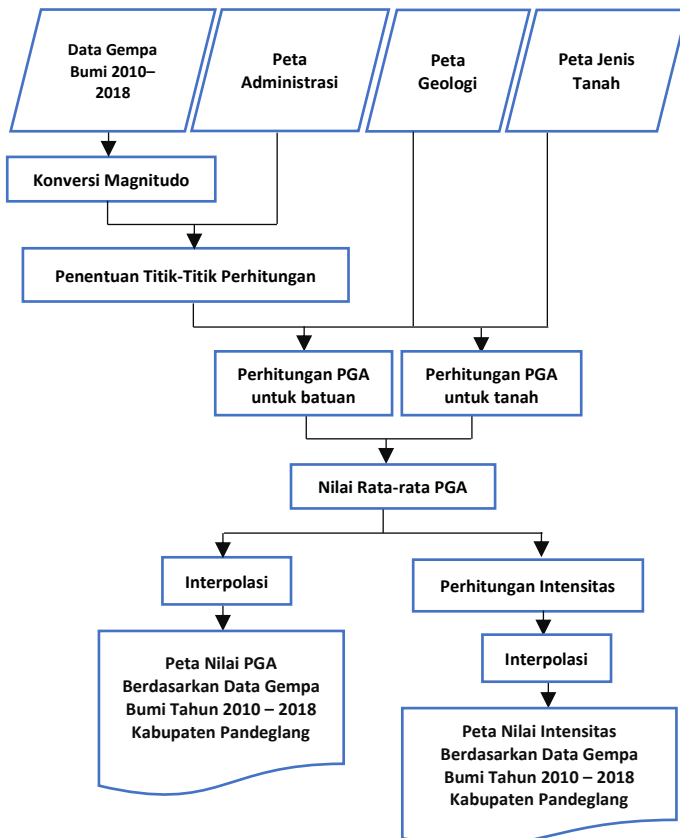 Data Gempa
Bumi 2010–
2018
Peta
Administrasi
Peta
Geologi
Peta Jenis
Tanah
Konversi Magnitudo
Penentuan Titik-Titik Perhitungan
Perhitungan PGA
untuk batuan
Perhitungan PGA
untuk tanah
Nilai Rata-rata PGA
Interpolasi
Perhitungan Intensitas
Peta Nilai PGA
Berdasarkan Data Gempa
Bumi Tahun 2010 – 2018
Kabupaten Pandeglang
Interpolasi
Peta Nilai Intensitas
Berdasarkan Data Gempa
Bumi Tahun 2010 – 2018
Kabupaten Pandeglang